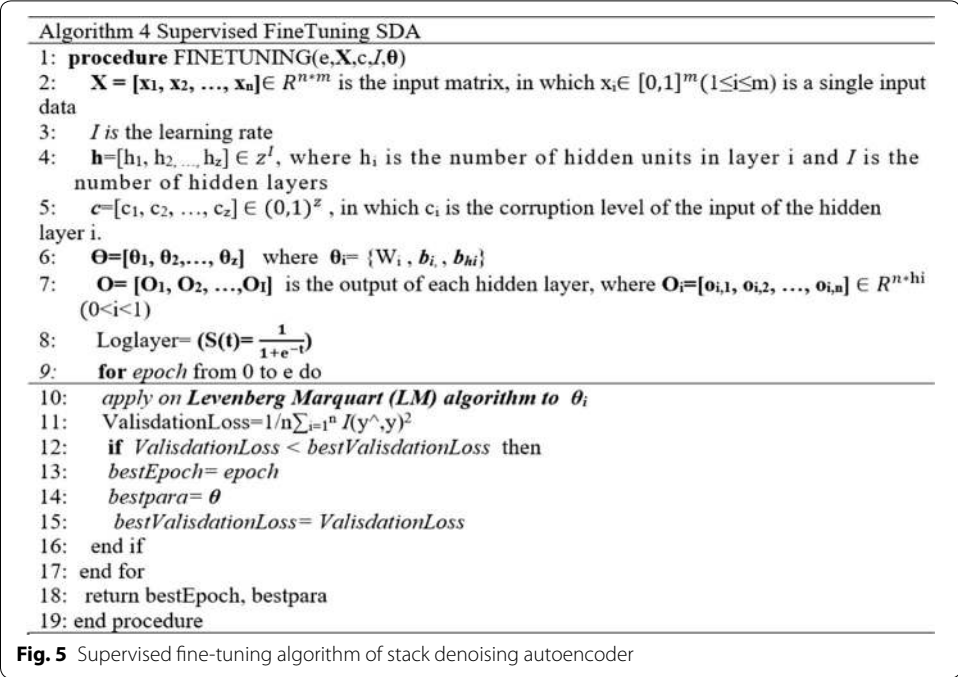 Algorithm 4 Supervised FineTuning SDA
1: procedure FINETUNING(e,X,c,I,θ)
2: X = [x₁, x₂, …, xₙ]∈ Rⁿ*ᵐ is the input matrix, in which xᵢ∈ [0,1]ᵐ(1≤i≤m) is a single input
data
3: I is the learning rate
4: h=[h₁, h₂, …, h_z] ∈ z^I, where hᵢ is the number of hidden units in layer i and I is the
number of hidden layers
5: c=[c₁, c₂, …, c_z] ∈ (0,1)^z , in which cᵢ is the corruption level of the input of the hidden
layer i.
6: Θ=[θ₁, θ₂,…, θ_z] where θᵢ= {Wᵢ , bᵢ, , b_hi}
7: O= [O₁, O₂, …,O_I] is the output of each hidden layer, where Oᵢ=[oᵢ,₁, oᵢ,₂, …, oᵢ,ₙ] ∈ R^n*hi
(0<i<1)
8: Loglayer= (S(t)= 1/1+e^−t)
9: for epoch from 0 to e do
10: apply on Levenberg Marquart (LM) algorithm to θᵢ
11: ValisdationLoss=1/n∑ᵢ₌₁ⁿ I(y^,y)²
12: if ValisdationLoss < bestValisdationLoss then
13: bestEpoch= epoch
14: bestpara= θ
15: bestValisdationLoss= ValisdationLoss
16: end if
17: end for
18: return bestEpoch, bestpara
19: end procedure
Fig. 5 Supervised fine-tuning algorithm of stack denoising autoencoder